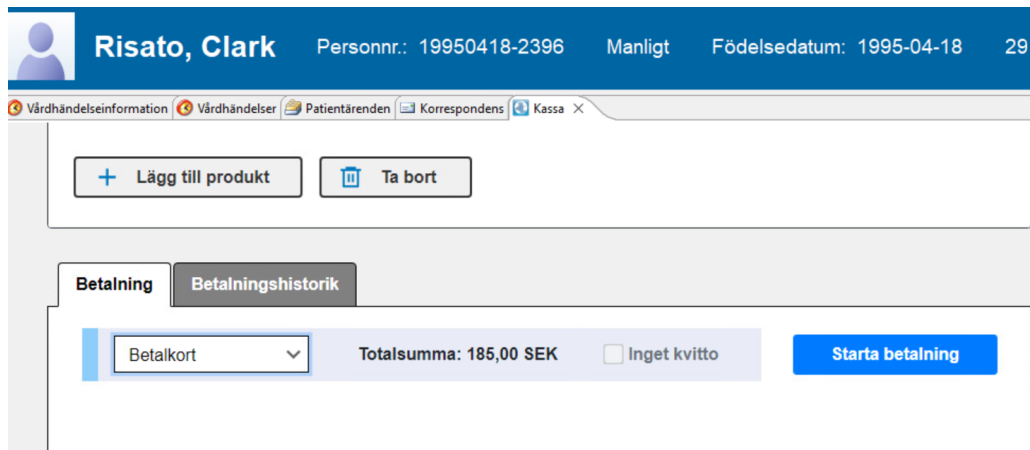 Risato, Clark Personnr.: 19950418-2396 Manligt Födelsedatum: 1995-04-18 29
Vårdhändelseinformation Vårdhändelser Patientärenden Korrespondens Kassa
Lägg till produkt Ta bort
Betalning Betalningshistorik
Betalkort Totalsumma: 185,00 SEK Inget kvitto Starta betalning